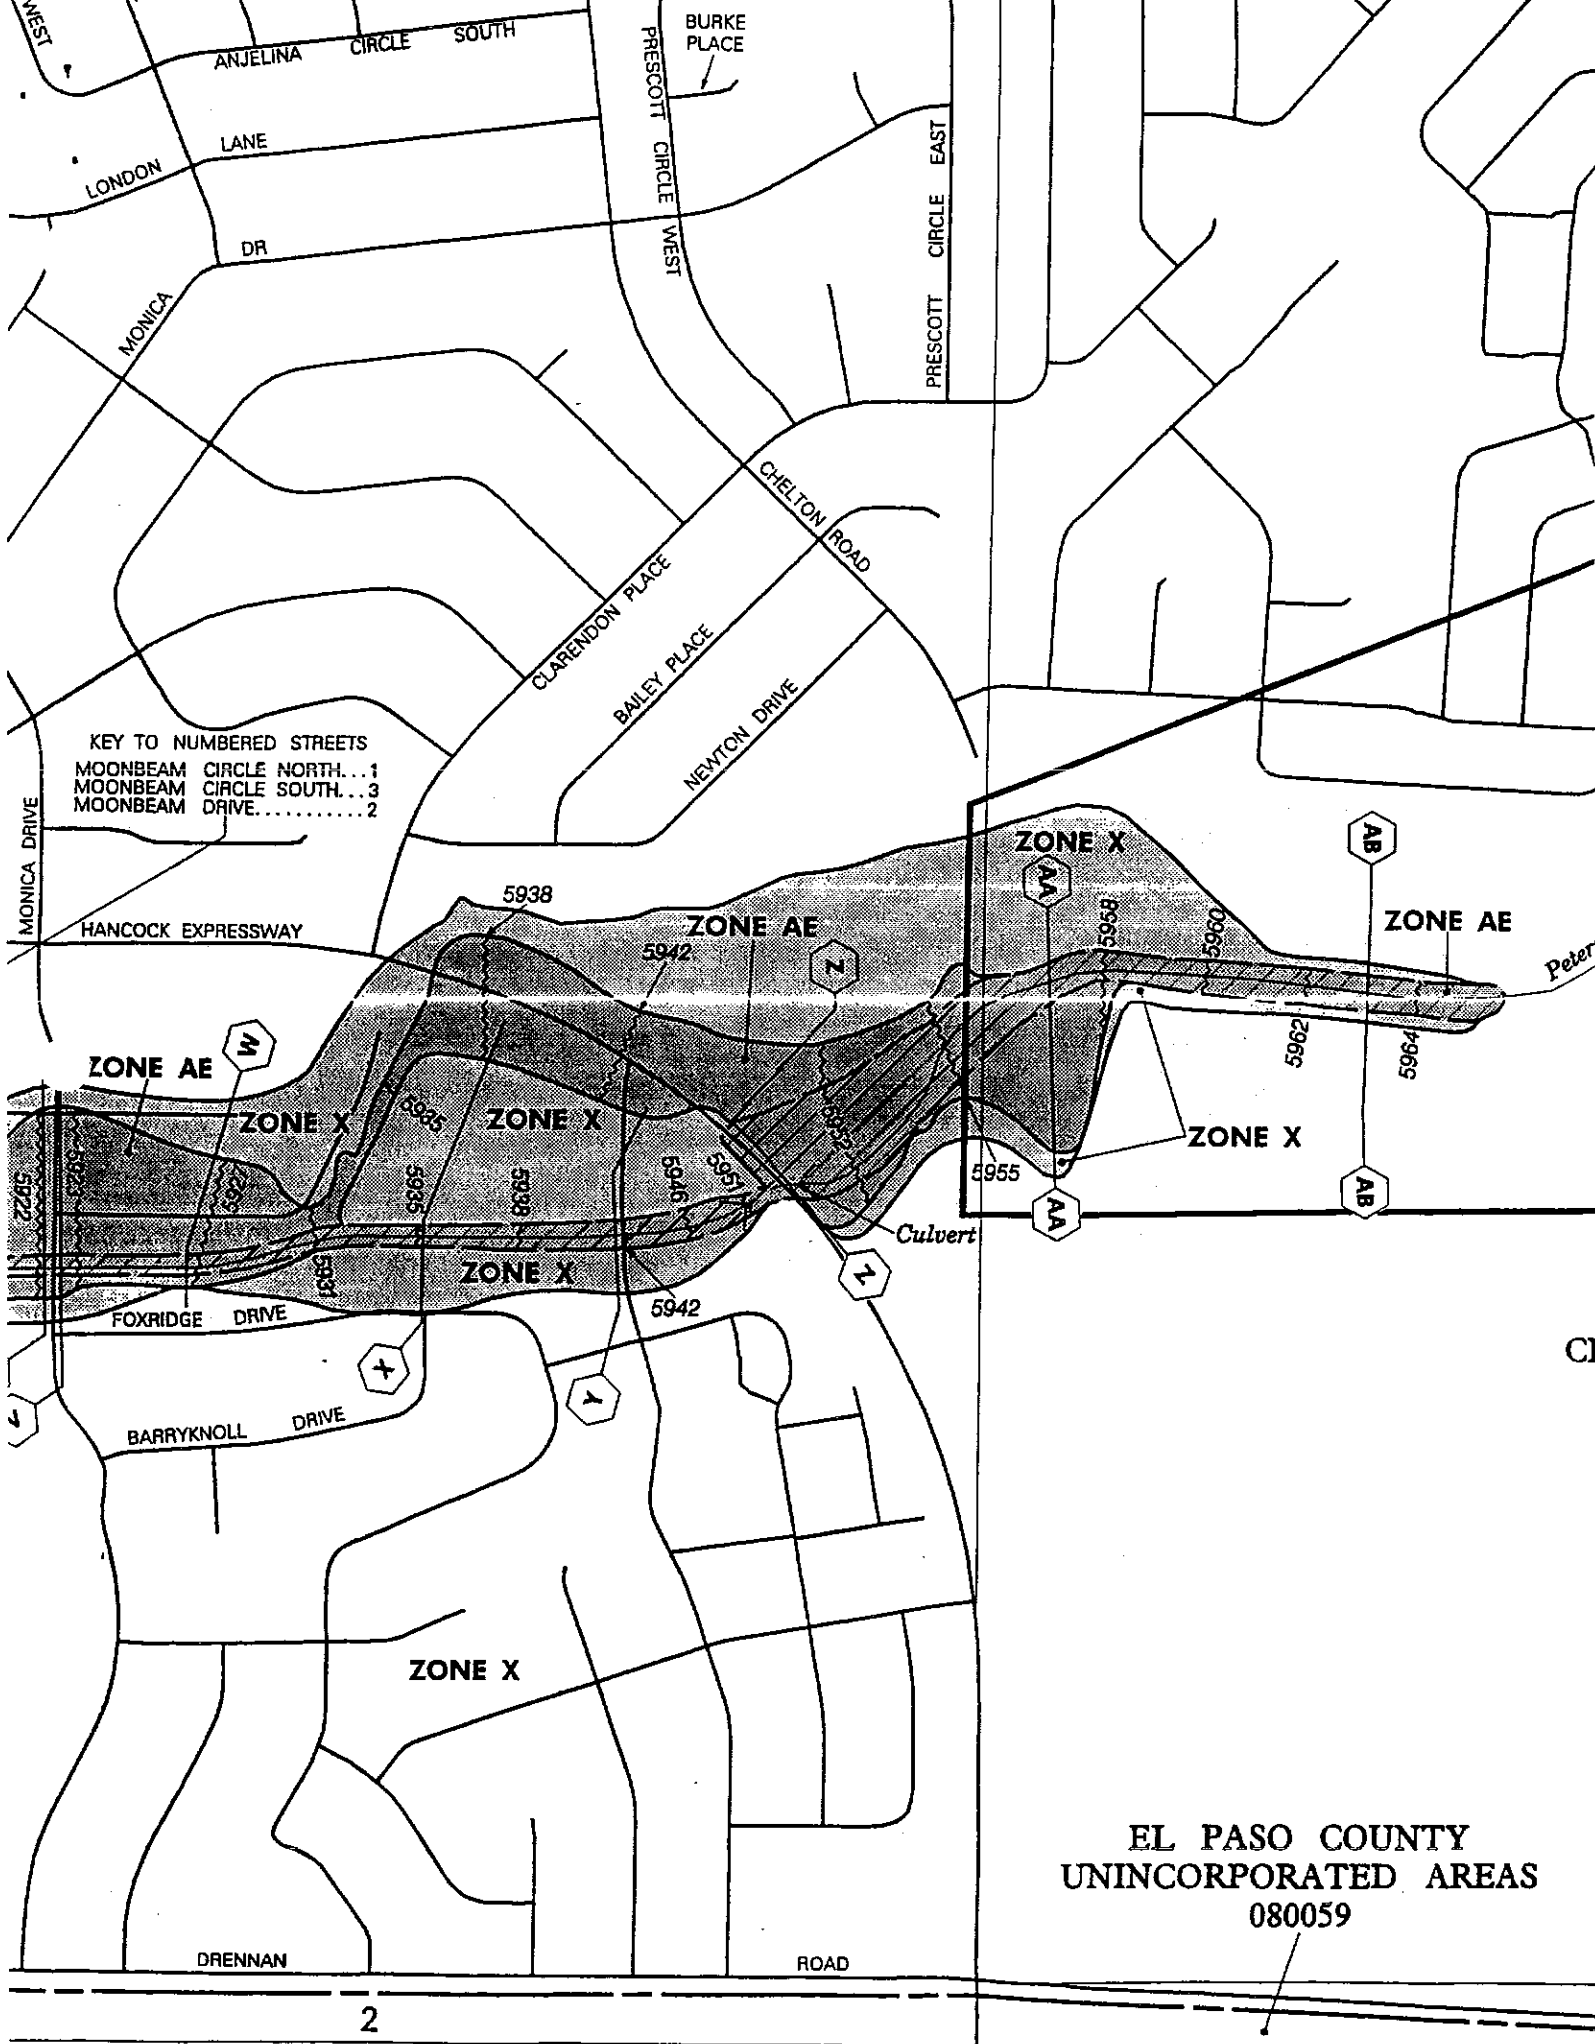 WEST
ANJELINA CIRCLE SOUTH
BURKE
PLACE
PRESCOTT CIRCLE WEST
LONDON LANE
PRESCOTT CIRCLE EAST
MONICA DR
CHELTON ROAD
CLARENDON PLACE
BAILEY PLACE
NEWTON DRIVE
KEY TO NUMBERED STREETS
MOONBEAM CIRCLE NORTH...1
MOONBEAM CIRCLE SOUTH...3
MOONBEAM DRIVE...........2
MONICA DRIVE
HANCOCK EXPRESSWAY
ZONE X
AA
AB
5938
ZONE AE
5942
Z
5958
5960
ZONE AE
Peter
W
ZONE AE
ZONE X
5935
ZONE X
5952
5962
5964
ZONE X
5922
5923
5926
5935
5938
5946
5951
5955
AA
AB
Culvert
5931
ZONE X
Z
5942
FOXRIDGE DRIVE
X
Y
BARRYKNOLL DRIVE
ZONE X
EL PASO COUNTY
UNINCORPORATED AREAS
080059
DRENNAN ROAD
2